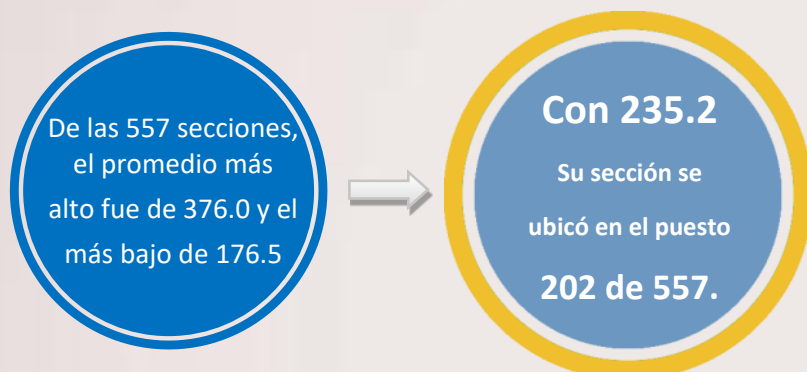 De las 557 secciones,
el promedio más
alto fue de 376.0 y el
más bajo de 176.5
Con 235.2
Su sección se
ubicó en el puesto
202 de 557.